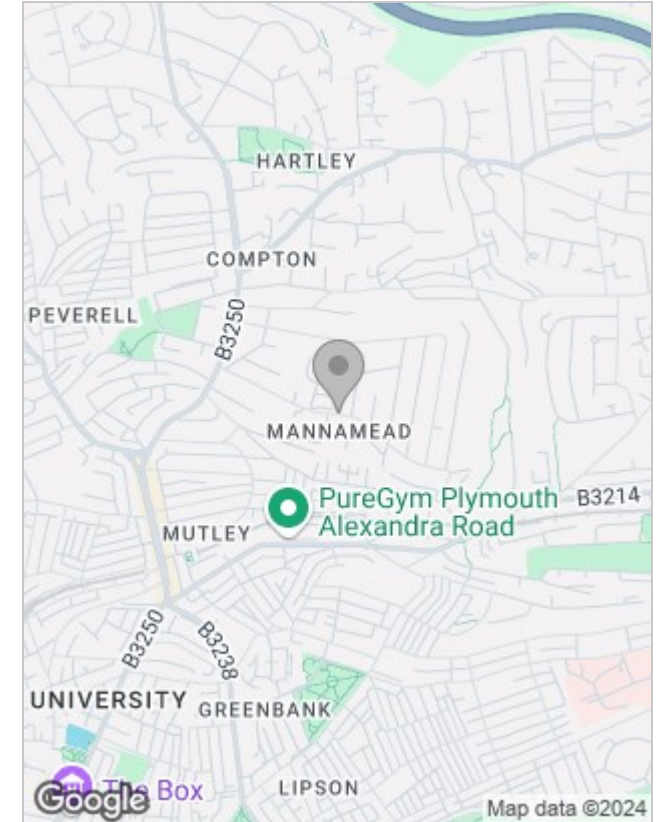 HARTLEY
COMPTON
PEVERELL
B3250
MANNAMEAD
PureGym Plymouth
Alexandra Road
B3214
MUTLEY
B3250
B3238
UNIVERSITY
GREENBANK
The Box
LIPSON
Google
Map data ©2024